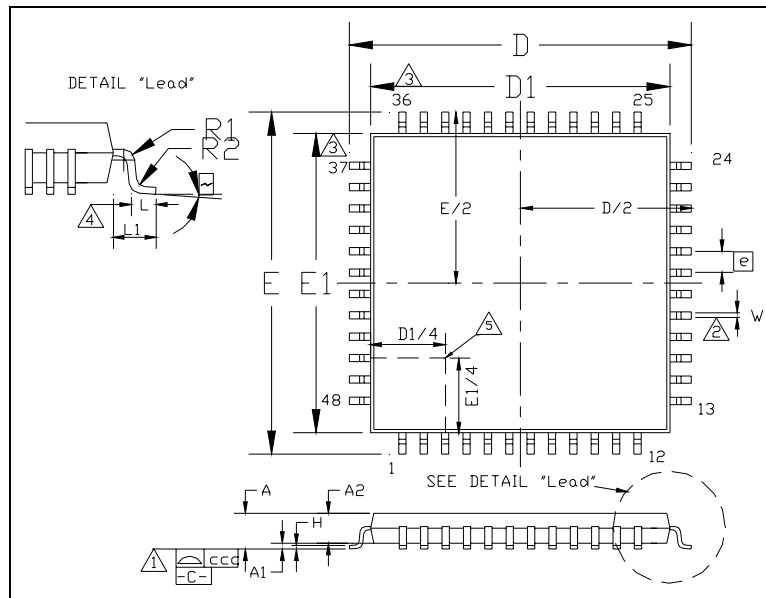 D
DETAIL "Lead"
3
D1
36
25
R1
R2
3
37
24
4
L
L1
E/2
D/2
E
E1
e
W
2
D1/4
5
E1/4
48
13
1
12
SEE DETAIL "Lead"
A
A2
H
1
ccc
-C-
A1